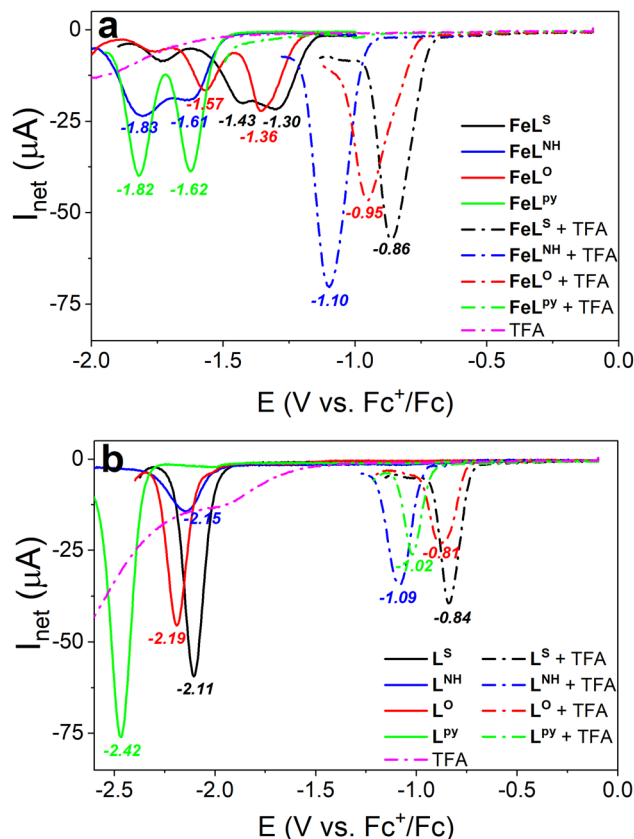 a
0
-25
-50
-75
I_net (μA)
-1.83
-1.61
-1.57
-1.43
-1.30
-1.36
-1.82
-1.62
-0.95
-0.86
-1.10
FeL^S
FeL^NH
FeL^O
FeL^py
FeL^S + TFA
FeL^NH + TFA
FeL^O + TFA
FeL^py + TFA
TFA
-2.0 -1.5 -1.0 -0.5 0.0
E (V vs. Fc⁺/Fc)
b
0
-25
-50
-75
I_net (μA)
-2.15
-2.19
-2.11
-2.42
-1.09
-1.02
-0.81
-0.84
L^S L^S + TFA
L^NH L^NH + TFA
L^O L^O + TFA
L^py L^py + TFA
TFA
-2.5 -2.0 -1.5 -1.0 -0.5 0.0
E (V vs. Fc⁺/Fc)